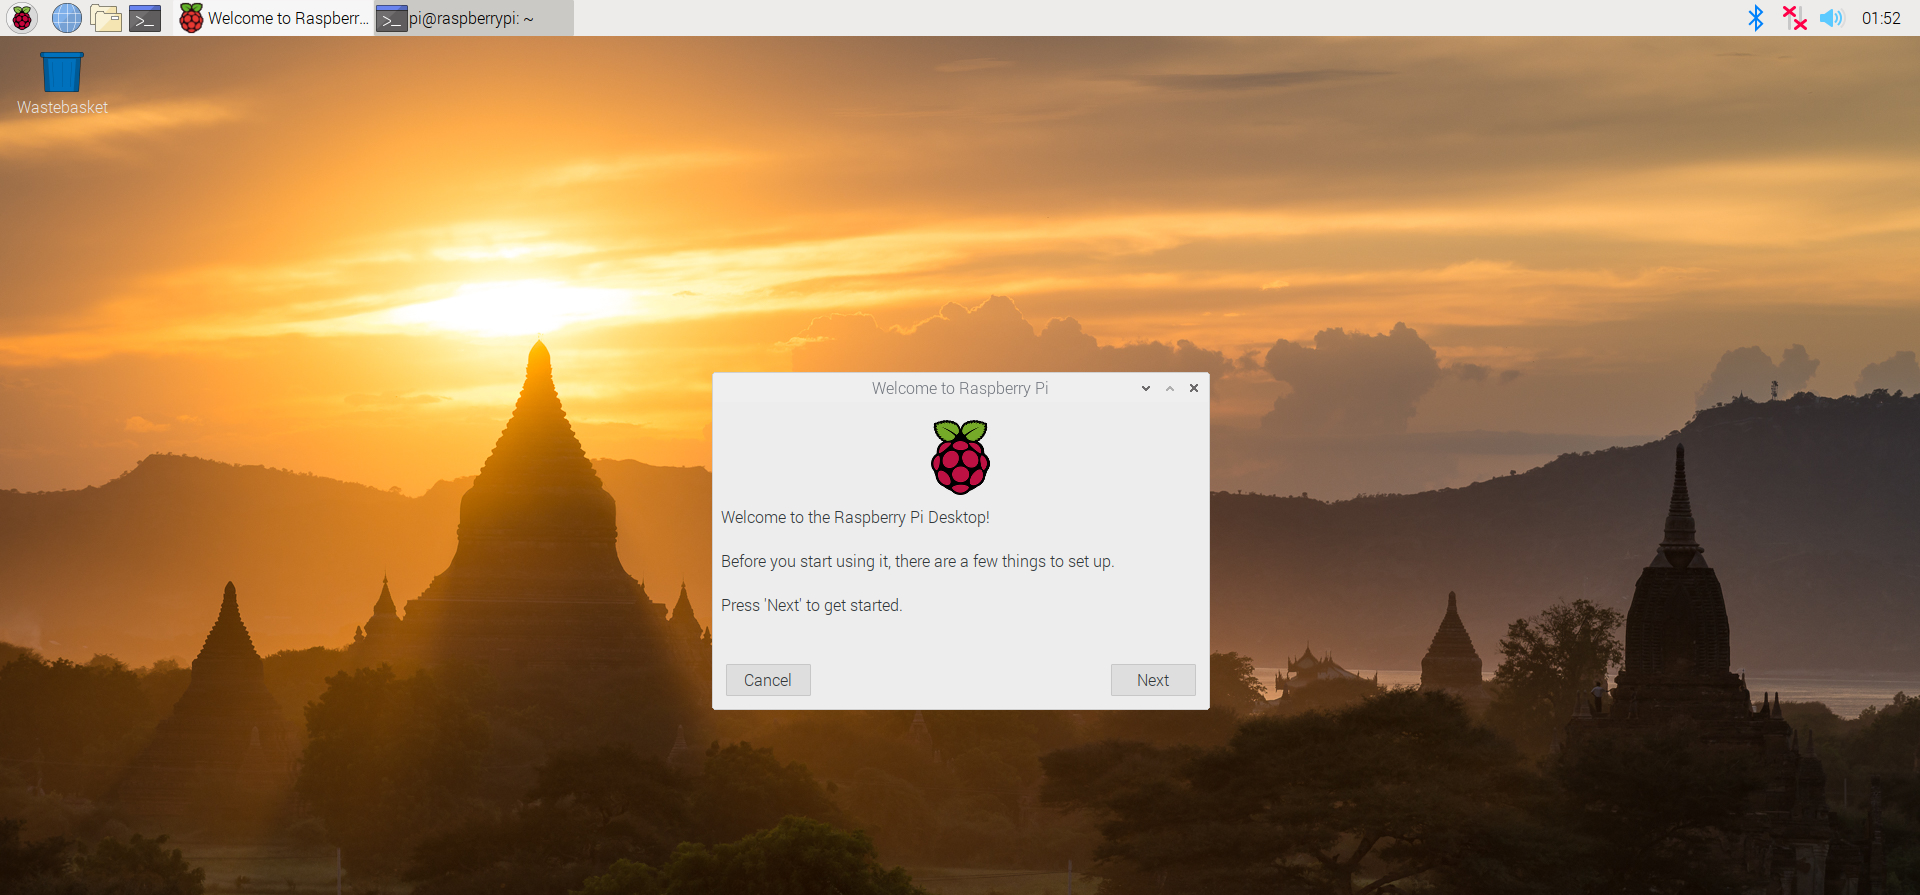 Welcome to Raspberr...
pi@raspberrypi: ~
01:52
Wastebasket
Welcome to Raspberry Pi
Welcome to the Raspberry Pi Desktop!
Before you start using it, there are a few things to set up.
Press 'Next' to get started.
Cancel
Next